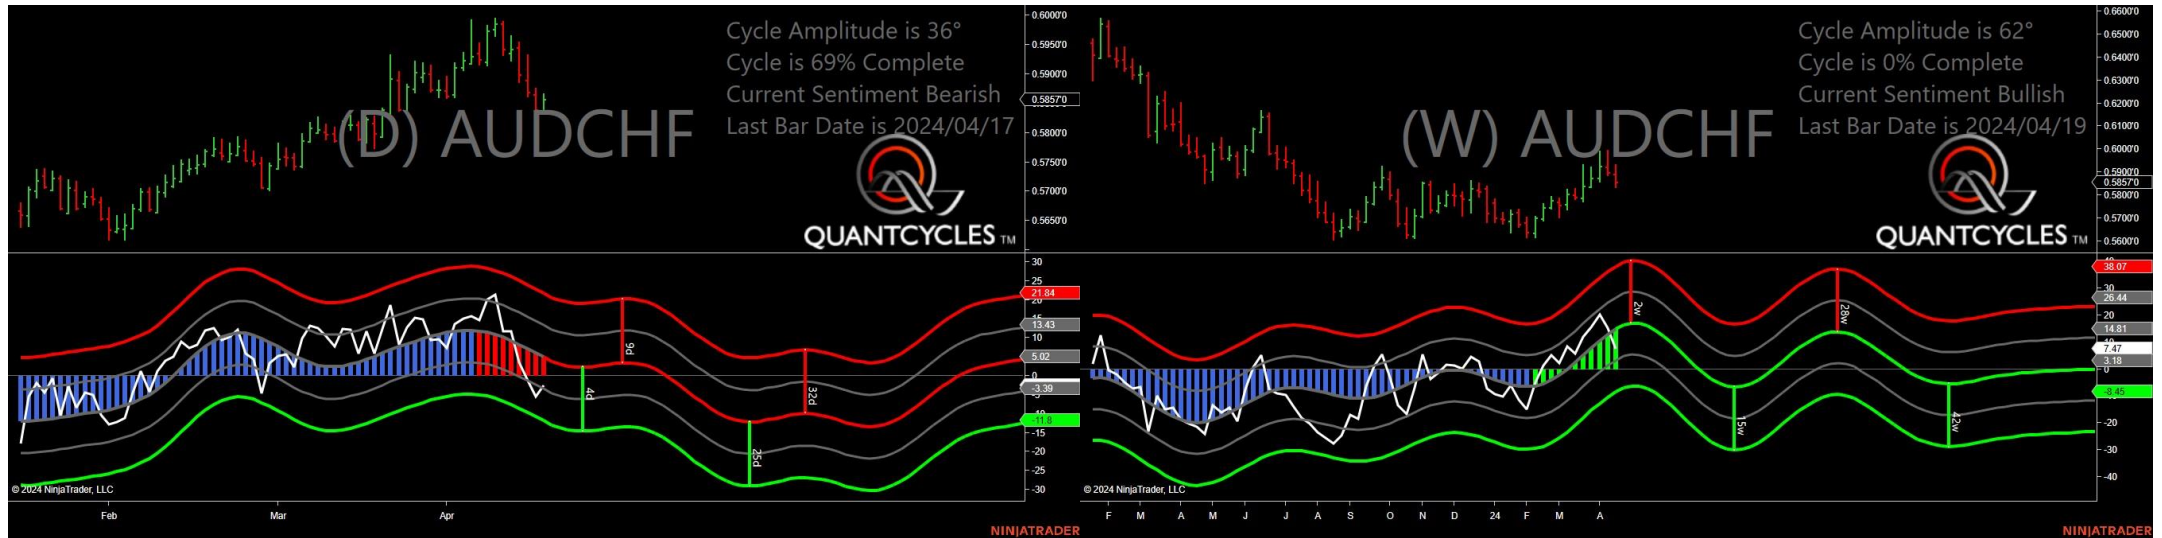 Cycle Amplitude is 36°
Cycle is 69% Complete
Current Sentiment Bearish
Last Bar Date is 2024/04/17
(D) AUDCHF
QUANTCYCLES TM
0.6000'0
0.5950'0
0.5900'0
0.5857'0
0.5800'0
0.5750'0
0.5700'0
0.5650'0
30
25
21.84
20
15
13.43
10
5.02
0
-3.39
-5
-10
-11.8
-15
-20
-25
-30
4d
9d
25d
32d
© 2024 NinjaTrader, LLC
Feb Mar Apr
NINJATRADER
Cycle Amplitude is 62°
Cycle is 0% Complete
Current Sentiment Bullish
Last Bar Date is 2024/04/19
(W) AUDCHF
QUANTCYCLES TM
0.6600'0
0.6500'0
0.6400'0
0.6300'0
0.6200'0
0.6100'0
0.6000'0
0.5900'0
0.5857'0
0.5800'0
0.5700'0
0.5600'0
40
38.07
30
26.44
20
14.81
7.47
3.18
0
-8.45
-20
-30
-40
2w
15w
28w
42w
© 2024 NinjaTrader, LLC
F M A M J J A S O N D 24 F M A
NINJATRADER